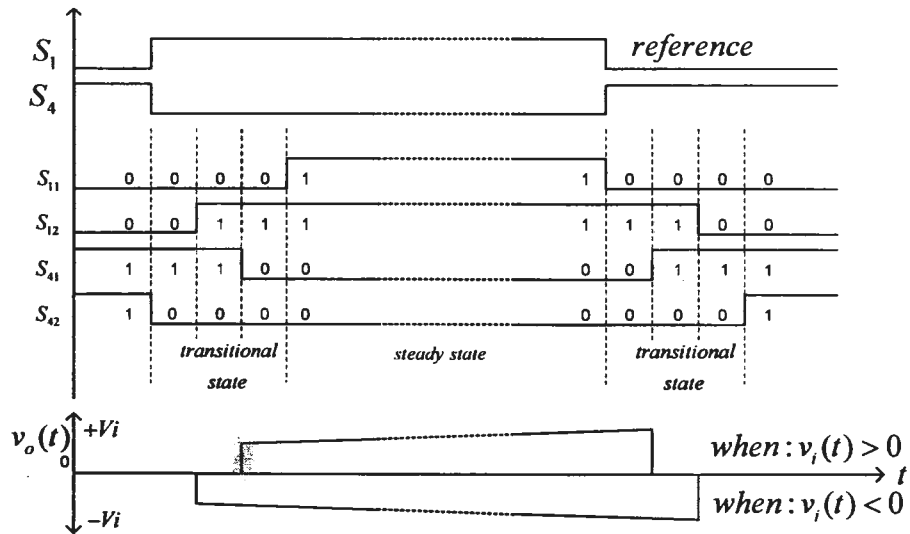 S₁ reference
S₄
S₁₁ 0 0 0 0 1 1 0 0 0 0
S₁₂ 0 0 1 1 1 1 1 1 0 0
S₄₁ 1 1 1 0 0 0 0 1 1 1
S₄₂ 1 0 0 0 0 0 0 0 0 1
transitional state steady state transitional state
+Vi
vₒ(t)
0
when: vᵢ(t) > 0
t
when: vᵢ(t) < 0
−Vi